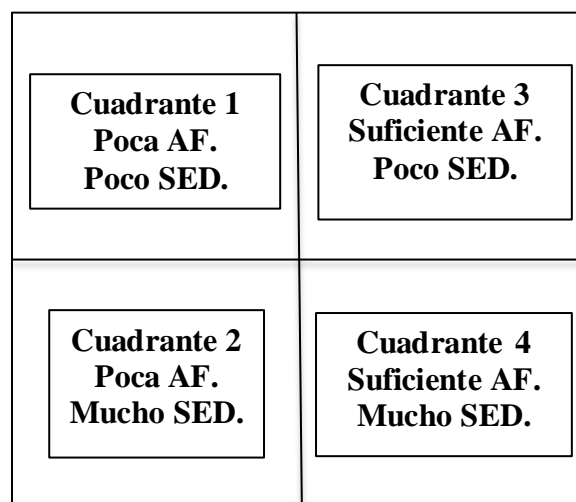 Cuadrante 1
Poca AF.
Poco SED.
Cuadrante 3
Suficiente AF.
Poco SED.
Cuadrante 2
Poca AF.
Mucho SED.
Cuadrante 4
Suficiente AF.
Mucho SED.